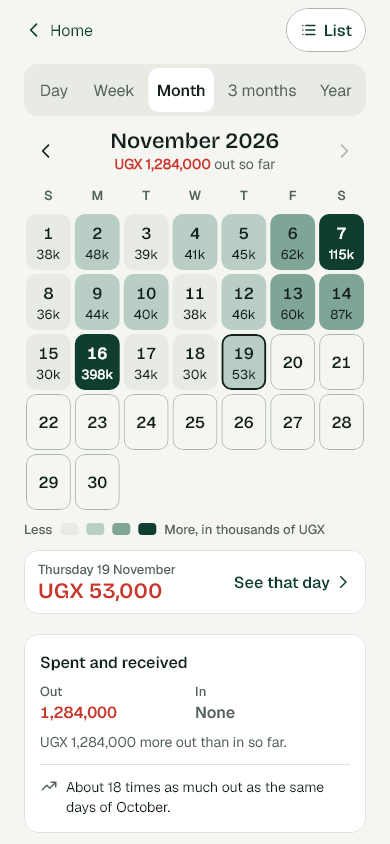 Home
List
Day Week Month 3 months Year
November 2026
UGX 1,284,000 out so far
S M T W T F S
1 2 3 4 5 6 7
38k 48k 39k 41k 45k 62k 115k
8 9 10 11 12 13 14
36k 44k 40k 38k 46k 60k 87k
15 16 17 18 19 20 21
30k 398k 34k 30k 53k
22 23 24 25 26 27 28
29 30
Less More, in thousands of UGX
Thursday 19 November
UGX 53,000
See that day
Spent and received
Out In
1,284,000 None
UGX 1,284,000 more out than in so far.
About 18 times as much out as the same
days of October.